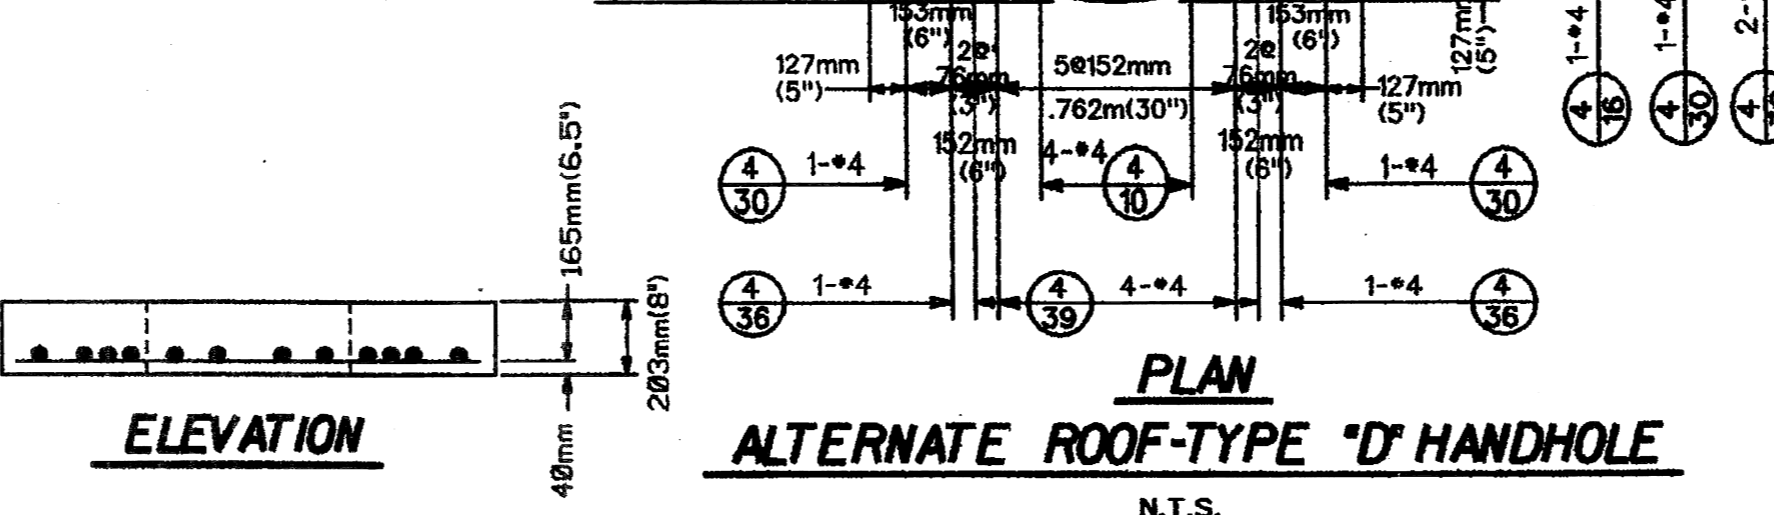 153mm
(6")
2@
76mm
(3")
152mm
(6")
127mm
(5")
5@152mm
.762m(30")
153mm
(6")
2@
76mm
(3")
152mm
(6")
127mm
(5")
127mm
(5")
1-#4
1-#4
4
16
4
30
4
4
30
1-#4
4-#4
4
10
1-#4
4
30
4
36
1-#4
4
39
4-#4
1-#4
4
36
165mm(6.5")
203mm(8")
40mm
ELEVATION
PLAN
ALTERNATE ROOF-TYPE "D" HANDHOLE
N.T.S.